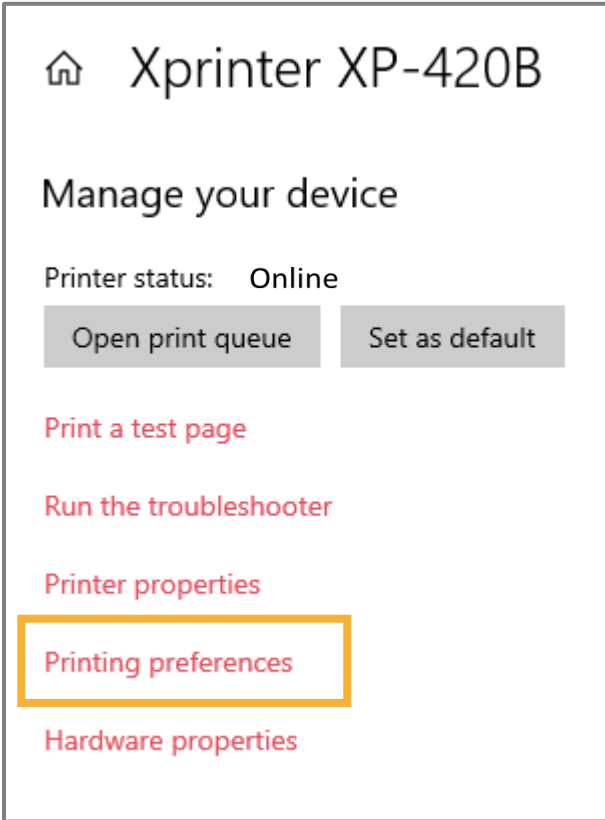 Xprinter XP-420B
Manage your device
Printer status: Online
Open print queue Set as default
Print a test page
Run the troubleshooter
Printer properties
Printing preferences
Hardware properties